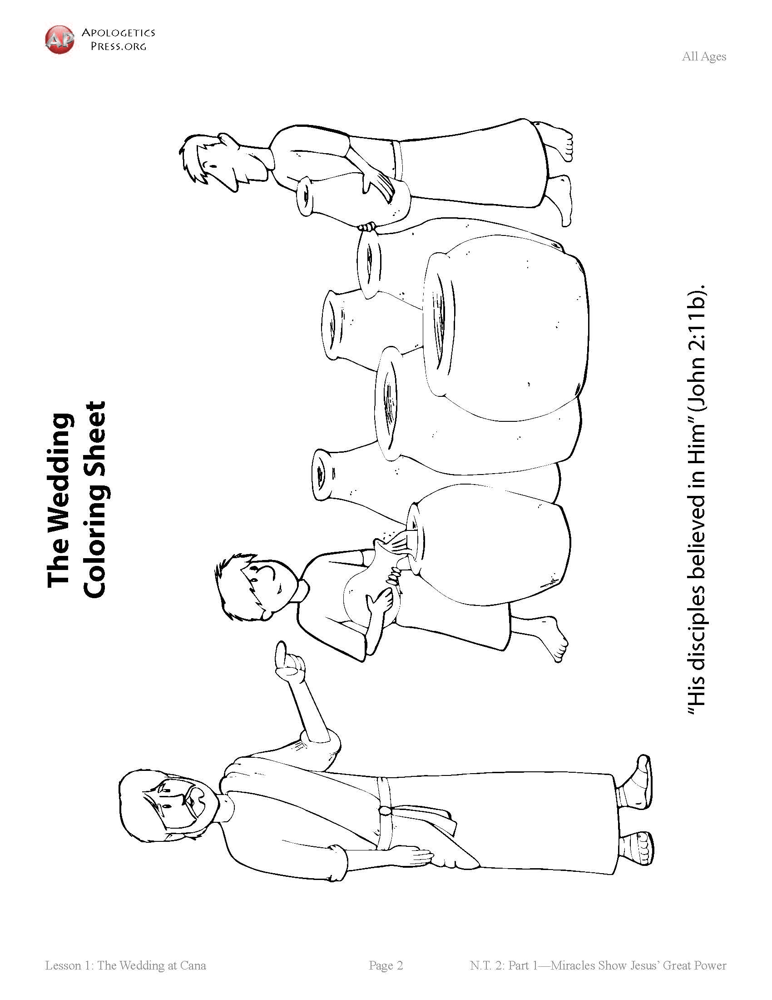 AP
APOLOGETICS
PRESS.ORG
All Ages
The Wedding
Coloring Sheet
“His disciples believed in Him” (John 2:11b).
Lesson 1: The Wedding at Cana
Page 2
N.T. 2: Part 1—Miracles Show Jesus’ Great Power